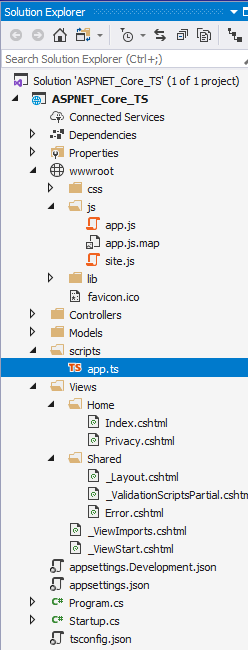 Solution Explorer
Search Solution Explorer (Ctrl+;)
Solution 'ASPNET_Core_TS' (1 of 1 project)
ASPNET_Core_TS
Connected Services
Dependencies
Properties
wwwroot
css
js
app.js
app.js.map
site.js
lib
favicon.ico
Controllers
Models
scripts
TS app.ts
Views
Home
Index.cshtml
Privacy.cshtml
Shared
_Layout.cshtml
_ValidationScriptsPartial.cshtm
Error.cshtml
_ViewImports.cshtml
_ViewStart.cshtml
appsettings.Development.json
appsettings.json
C# Program.cs
C# Startup.cs
tsconfig.json